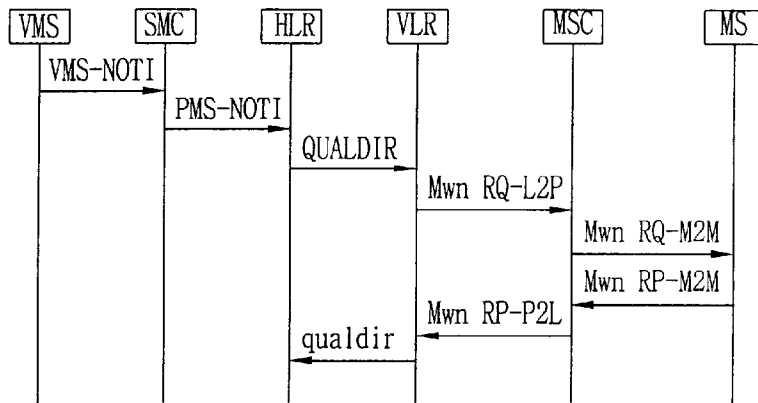 VMS SMC HLR VLR MSC MS
VMS-NOTI
PMS-NOTI
QUALDIR
Mwn RQ-L2P
Mwn RQ-M2M
Mwn RP-M2M
Mwn RP-P2L
qualdir